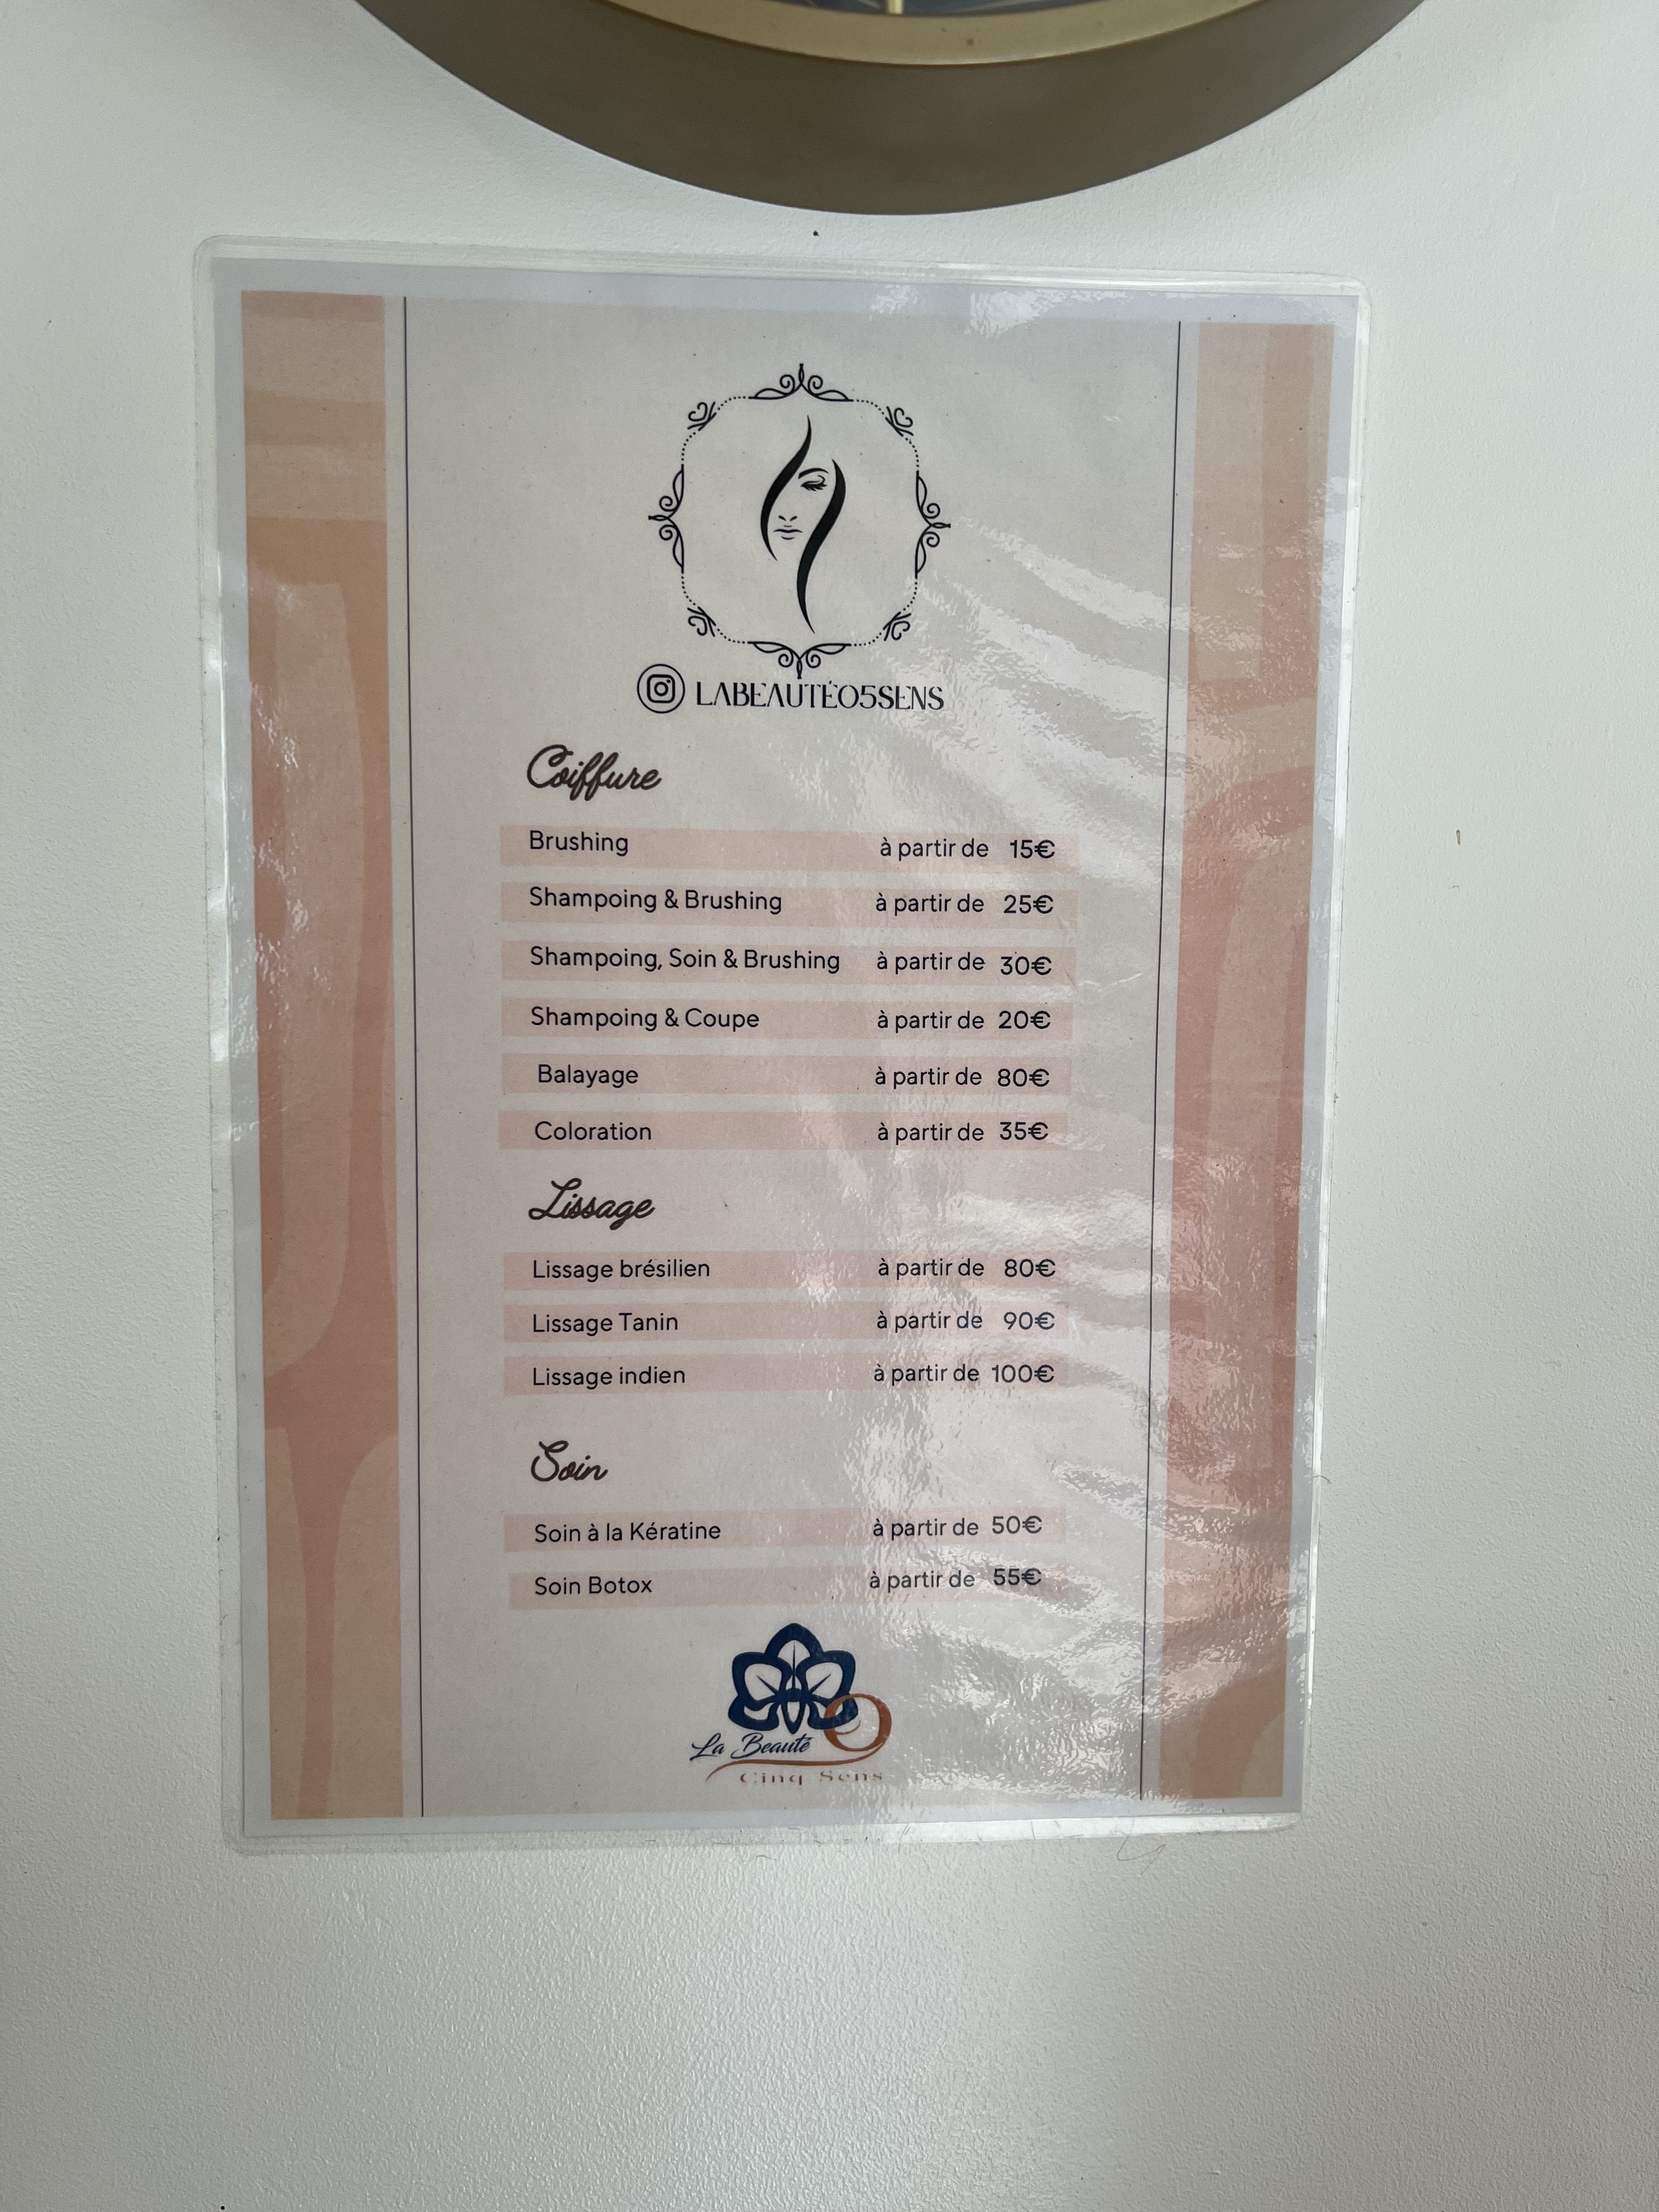 LABEAUTÉO5SENS
Coiffure
Brushing à partir de 15€
Shampoing & Brushing à partir de 25€
Shampoing, Soin & Brushing à partir de 30€
Shampoing & Coupe à partir de 20€
Balayage à partir de 80€
Coloration à partir de 35€
Lissage
Lissage brésilien à partir de 80€
Lissage Tanin à partir de 90€
Lissage indien à partir de 100€
Soin
Soin à la Kératine à partir de 50€
Soin Botox à partir de 55€
La Beauté O
Cinq Sens